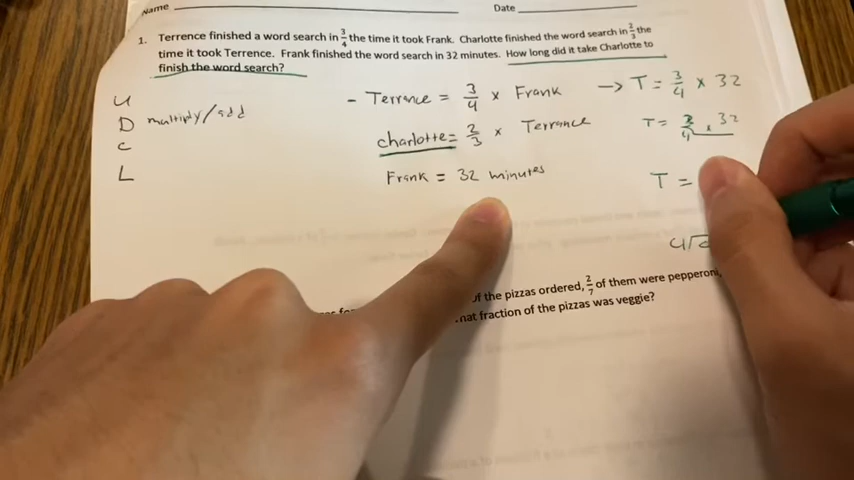 Name Date
1. Terrence finished a word search in 3/4 the time it took Frank. Charlotte finished the word search in 2/3 the
time it took Terrence. Frank finished the word search in 32 minutes. How long did it take Charlotte to
finish the word search?
U
D multiply/add
C
L
- Terrance = 3/4 x Frank -> T = 3/4 x 32
charlotte = 2/3 x Terrance T = 3/4 x 32
Frank = 32 minutes T =
4
of the pizzas ordered, 2/7 of them were pepperoni,
what fraction of the pizzas was veggie?